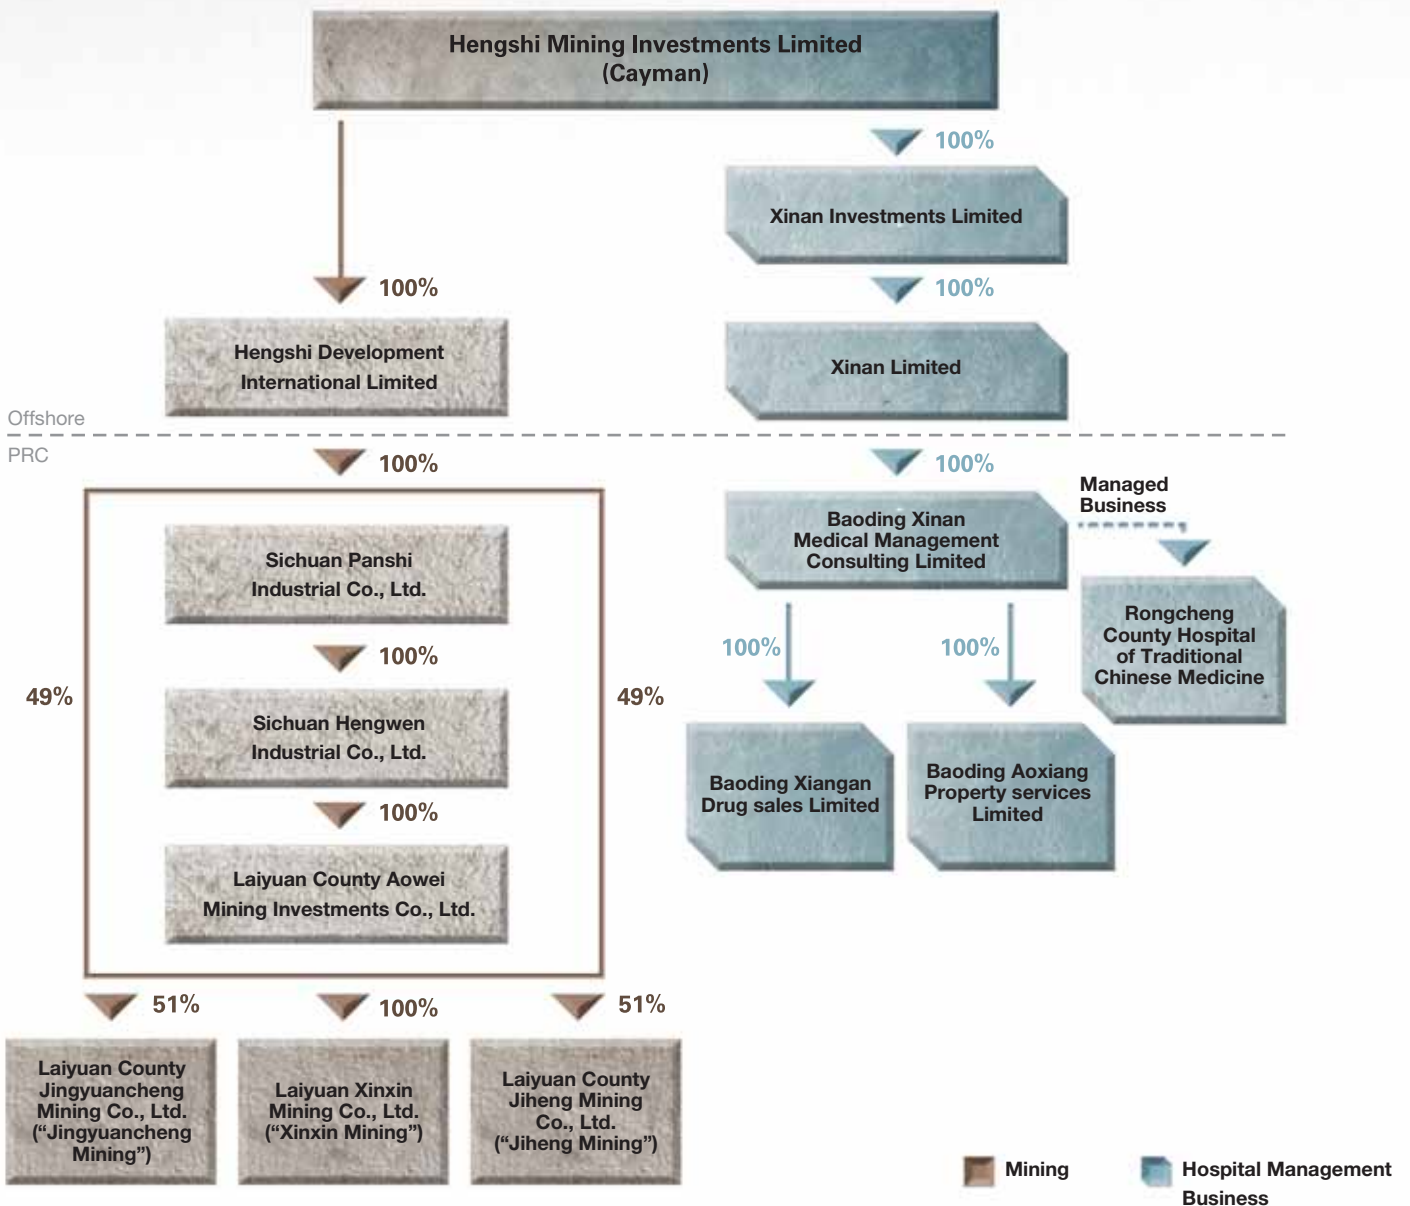 Hengshi Mining Investments Limited
(Cayman)
100%
Xinan Investments Limited
100%
100%
Hengshi Development
International Limited
Xinan Limited
Offshore
PRC
100%
100%
Managed
Business
Sichuan Panshi
Industrial Co., Ltd.
Baoding Xinan
Medical Management
Consulting Limited
Rongcheng
County Hospital
of Traditional
Chinese Medicine
100%
100%
100%
49%
49%
Sichuan Hengwen
Industrial Co., Ltd.
Baoding Xiangan
Drug sales Limited
Baoding Aoxiang
Property services
Limited
100%
Laiyuan County Aowei
Mining Investments Co., Ltd.
51%
100%
51%
Laiyuan County
Jingyuancheng
Mining Co., Ltd.
(“Jingyuancheng
Mining”)
Laiyuan Xinxin
Mining Co., Ltd.
(“Xinxin Mining”)
Laiyuan County
Jiheng Mining
Co., Ltd.
(“Jiheng Mining”)
Mining
Hospital Management
Business